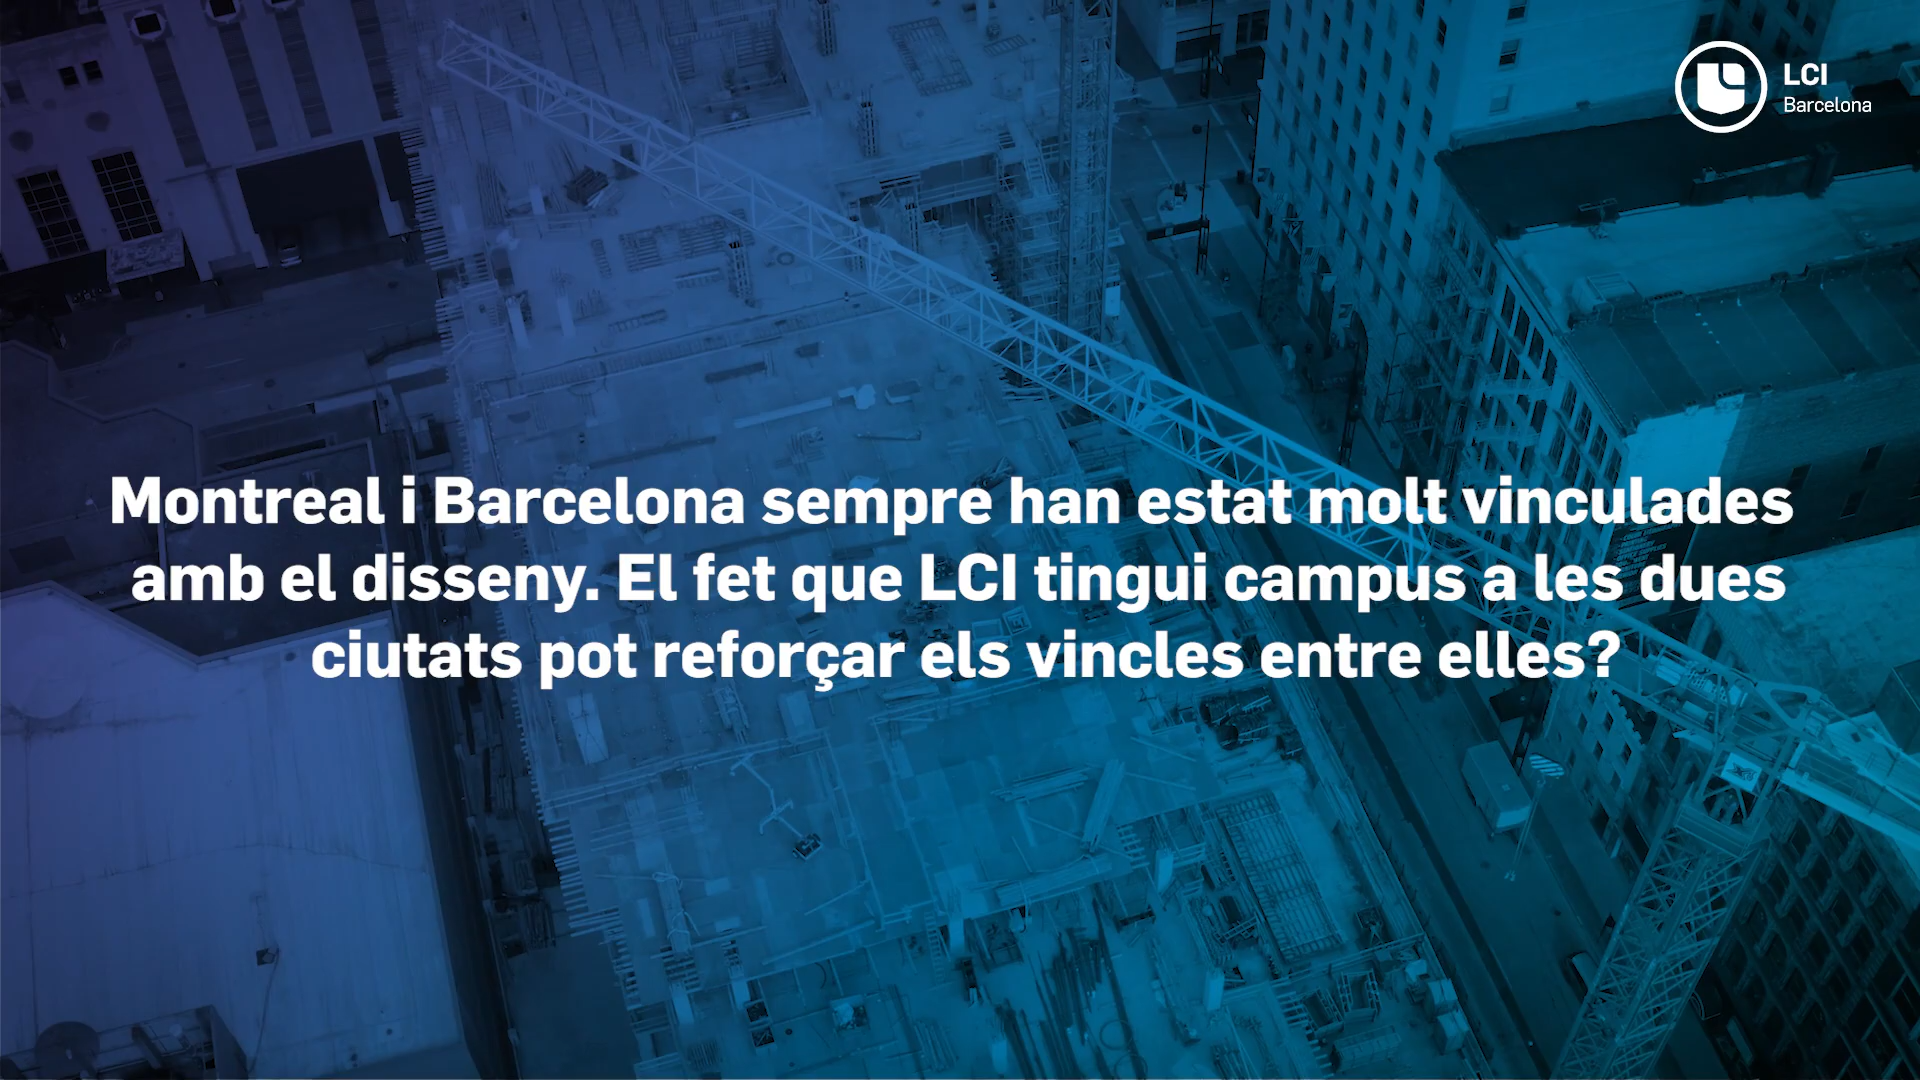 LCI
Barcelona
Montreal i Barcelona sempre han estat molt vinculades
amb el disseny. El fet que LCI tingui campus a les dues
ciutats pot reforçar els vincles entre elles?